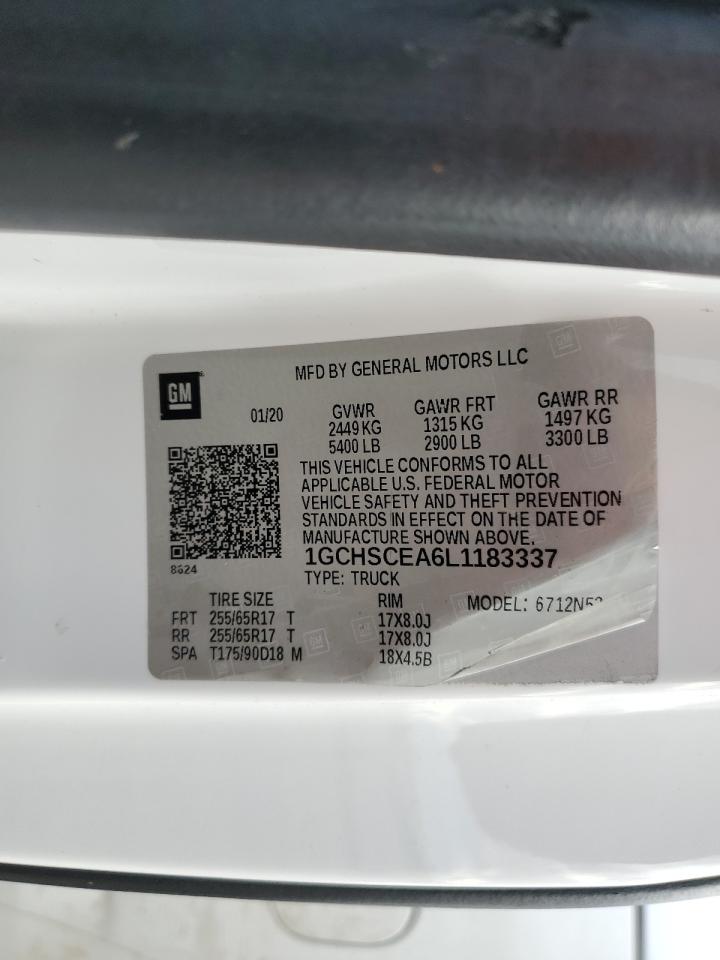 GM
MFD BY GENERAL MOTORS LLC
01/20
GVWR GAWR FRT GAWR RR
2449 KG 1315 KG 1497 KG
5400 LB 2900 LB 3300 LB
THIS VEHICLE CONFORMS TO ALL
APPLICABLE U.S. FEDERAL MOTOR
VEHICLE SAFETY AND THEFT PREVENTION
STANDARDS IN EFFECT ON THE DATE OF
MANUFACTURE SHOWN ABOVE.
8624
1GCHSCEA6L1183337
TYPE: TRUCK
TIRE SIZE RIM MODEL:
FRT 255/65R17 T 17X8.0J
RR 255/65R17 T 17X8.0J
SPA T175/90D18 M 18X4.5B